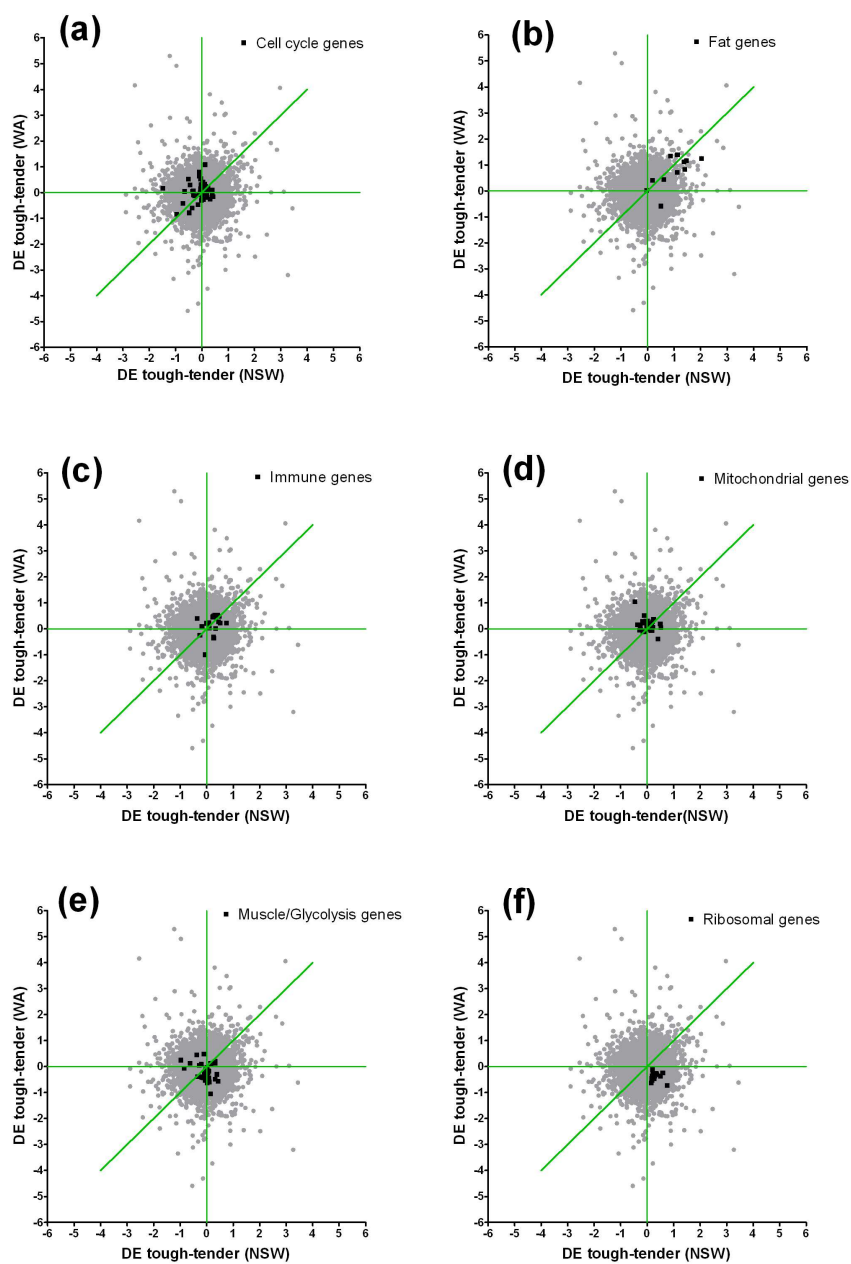 (a)
Cell cycle genes
DE tough-tender (WA)
6
5
4
3
2
1
0
-1
-2
-3
-4
-5
-6
-6 -5 -4 -3 -2 -1 0 1 2 3 4 5 6
DE tough-tender (NSW)
(b)
Fat genes
DE tough-tender (WA)
6
5
4
3
2
1
0
-1
-2
-3
-4
-5
-6
-6 -5 -4 -3 -2 -1 0 1 2 3 4 5 6
DE tough-tender (NSW)
(c)
Immune genes
DE tough-tender (WA)
6
5
4
3
2
1
0
-1
-2
-3
-4
-5
-6
-6 -5 -4 -3 -2 -1 0 1 2 3 4 5 6
DE tough-tender (NSW)
(d)
Mitochondrial genes
DE tough-tender (WA)
6
5
4
3
2
1
0
-1
-2
-3
-4
-5
-6
-6 -5 -4 -3 -2 -1 0 1 2 3 4 5 6
DE tough-tender(NSW)
(e)
Muscle/Glycolysis genes
DE tough-tender (WA)
6
5
4
3
2
1
0
-1
-2
-3
-4
-5
-6
-6 -5 -4 -3 -2 -1 0 1 2 3 4 5 6
DE tough-tender (NSW)
(f)
Ribosomal genes
DE tough-tender (WA)
6
5
4
3
2
1
0
-1
-2
-3
-4
-5
-6
-6 -5 -4 -3 -2 -1 0 1 2 3 4 5 6
DE tough-tender (NSW)